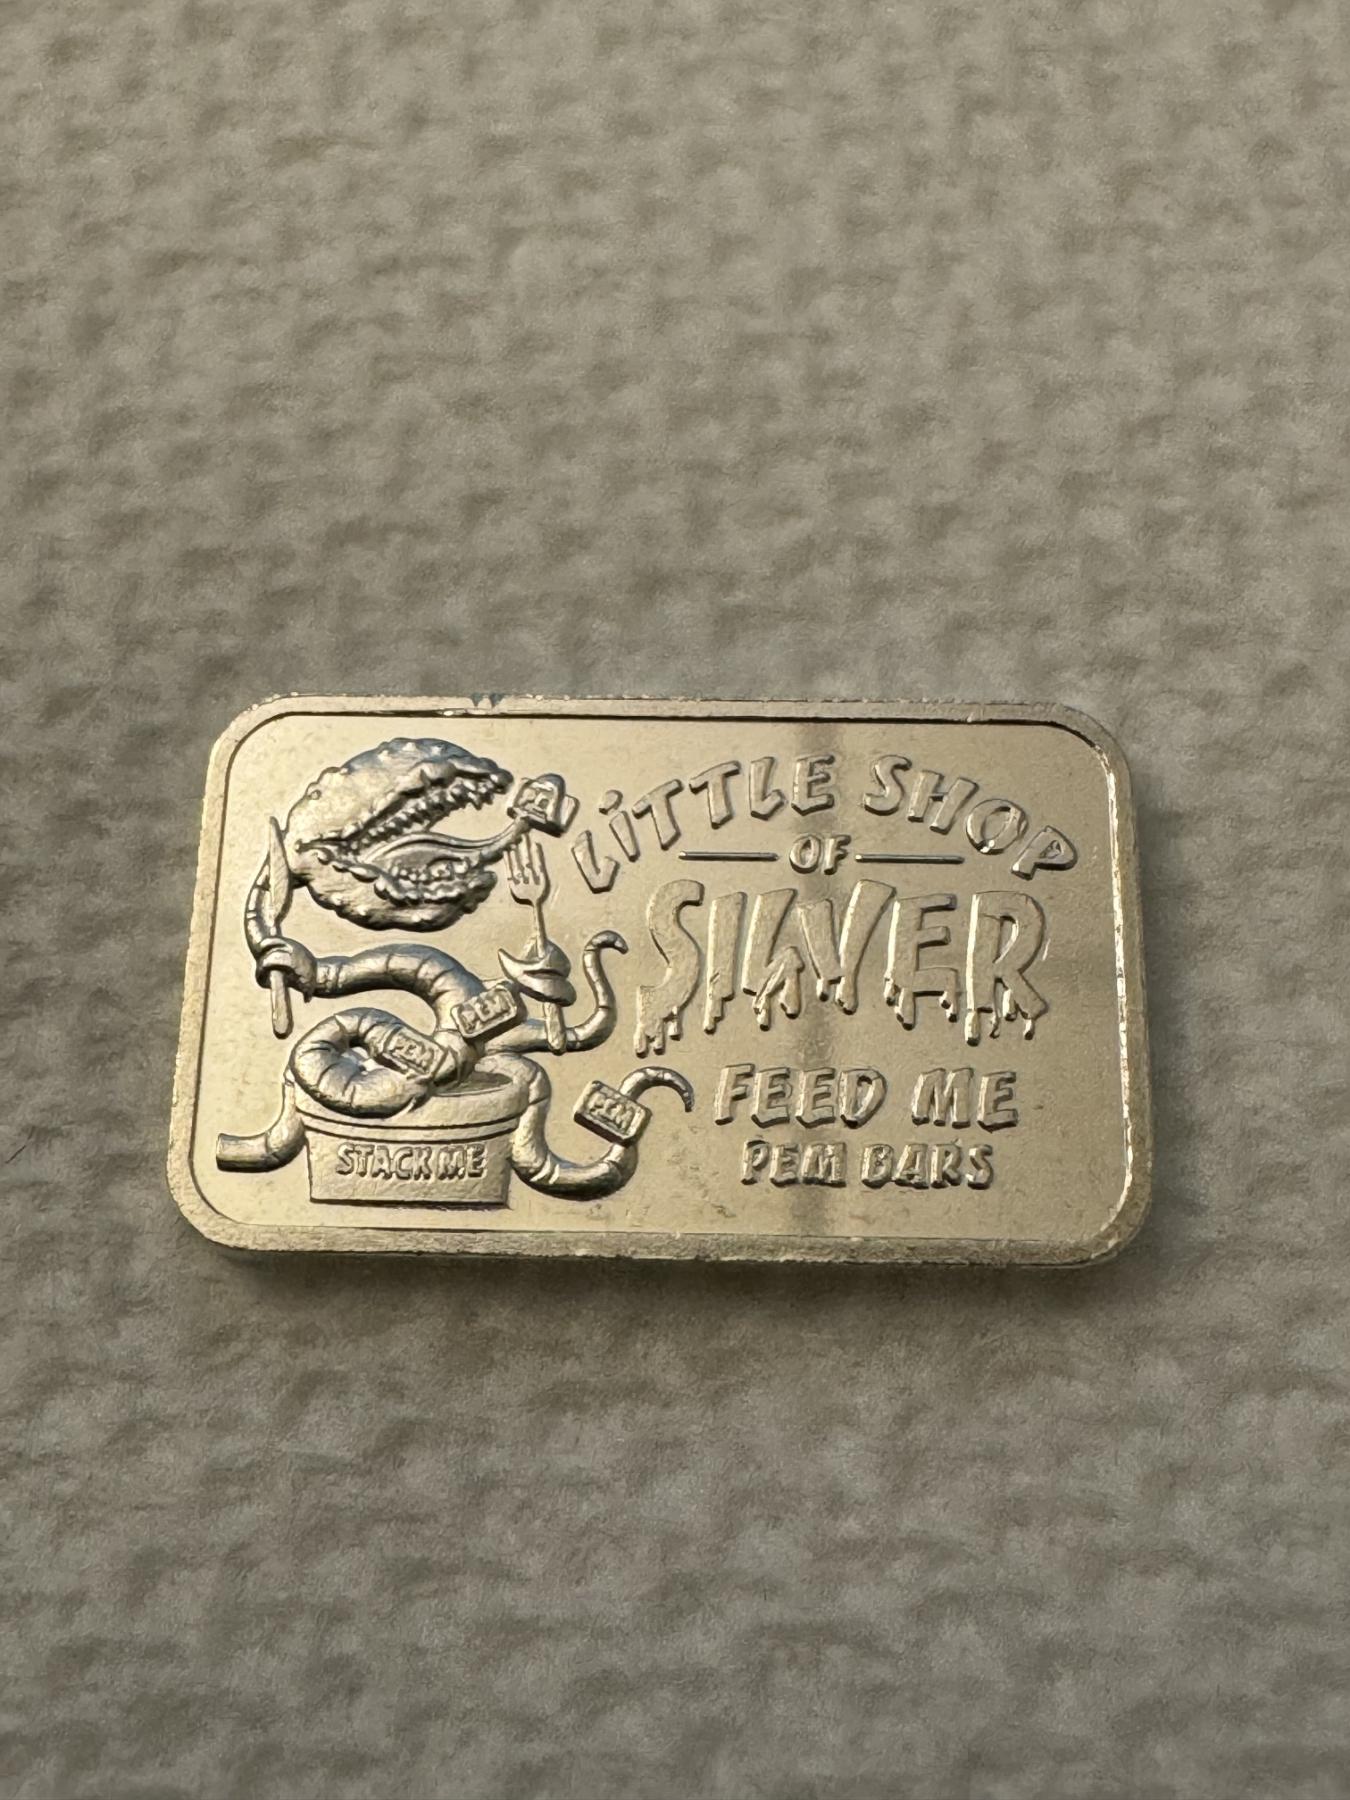 LiTTLE SHOP
OF
SILVER
FEED ME
PEM BARS
PEM
PEM
PEM
STACK ME